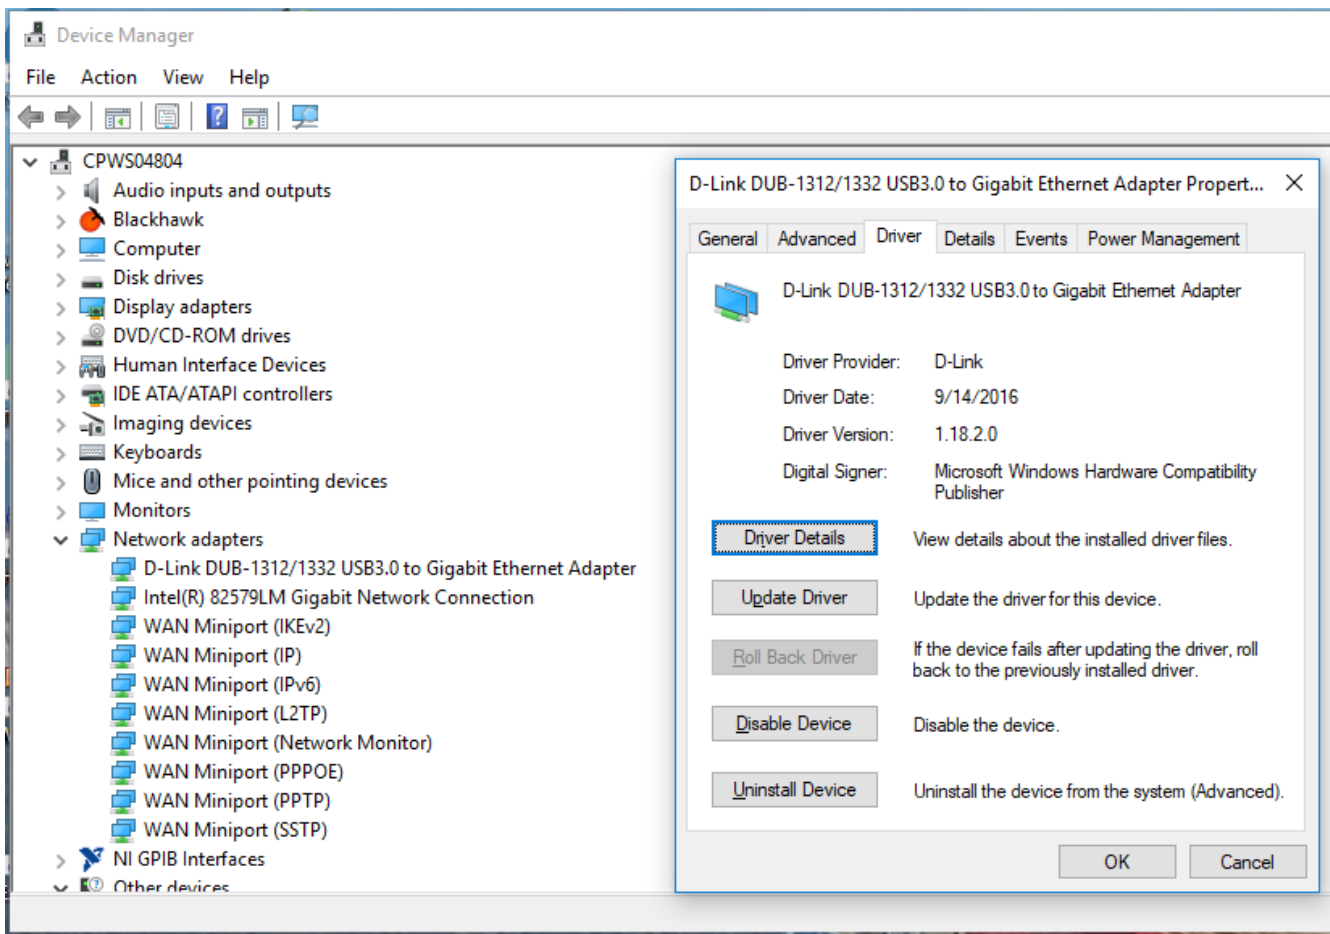 Device Manager
File Action View Help
CPWS04804
Audio inputs and outputs
Blackhawk
Computer
Disk drives
Display adapters
DVD/CD-ROM drives
Human Interface Devices
IDE ATA/ATAPI controllers
Imaging devices
Keyboards
Mice and other pointing devices
Monitors
Network adapters
D-Link DUB-1312/1332 USB3.0 to Gigabit Ethernet Adapter
Intel(R) 82579LM Gigabit Network Connection
WAN Miniport (IKEv2)
WAN Miniport (IP)
WAN Miniport (IPv6)
WAN Miniport (L2TP)
WAN Miniport (Network Monitor)
WAN Miniport (PPPOE)
WAN Miniport (PPTP)
WAN Miniport (SSTP)
NI GPIB Interfaces
Other devices
D-Link DUB-1312/1332 USB3.0 to Gigabit Ethernet Adapter Propert...
General Advanced Driver Details Events Power Management
D-Link DUB-1312/1332 USB3.0 to Gigabit Ethernet Adapter
Driver Provider: D-Link
Driver Date: 9/14/2016
Driver Version: 1.18.2.0
Digital Signer: Microsoft Windows Hardware Compatibility
Publisher
Driver Details View details about the installed driver files.
Update Driver Update the driver for this device.
Roll Back Driver If the device fails after updating the driver, roll
back to the previously installed driver.
Disable Device Disable the device.
Uninstall Device Uninstall the device from the system (Advanced).
OK Cancel